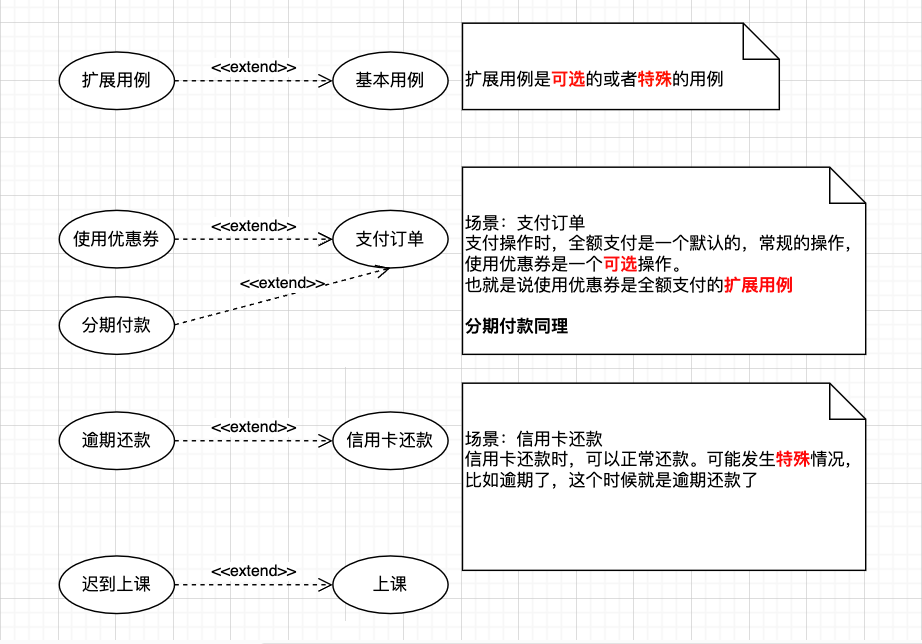 扩展用例
<<extend>>
基本用例
扩展用例是可选的或者特殊的用例
使用优惠券
<<extend>>
支付订单
<<extend>>
分期付款
场景：支付订单
支付操作时，全额支付是一个默认的，常规的操作，
使用优惠券是一个可选操作。
也就是说使用优惠券是全额支付的扩展用例
分期付款同理
逾期还款
<<extend>>
信用卡还款
场景：信用卡还款
信用卡还款时，可以正常还款。可能发生特殊情况，
比如逾期了，这个时候就是逾期还款了
迟到上课
<<extend>>
上课